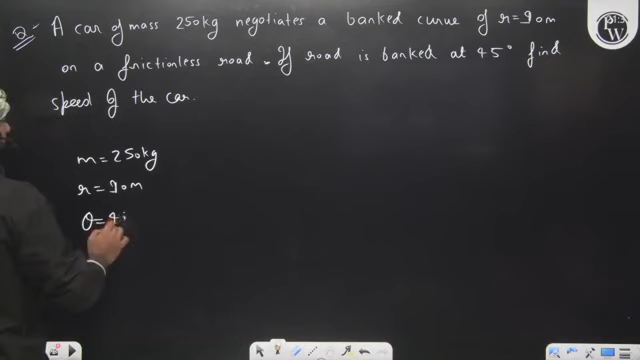 Q:- A car of mass 250kg negotiates a banked curve of r=90m
on a frictionless road. If road is banked at 45° find
speed of the car.
m = 250kg
r = 90m
θ =
PW